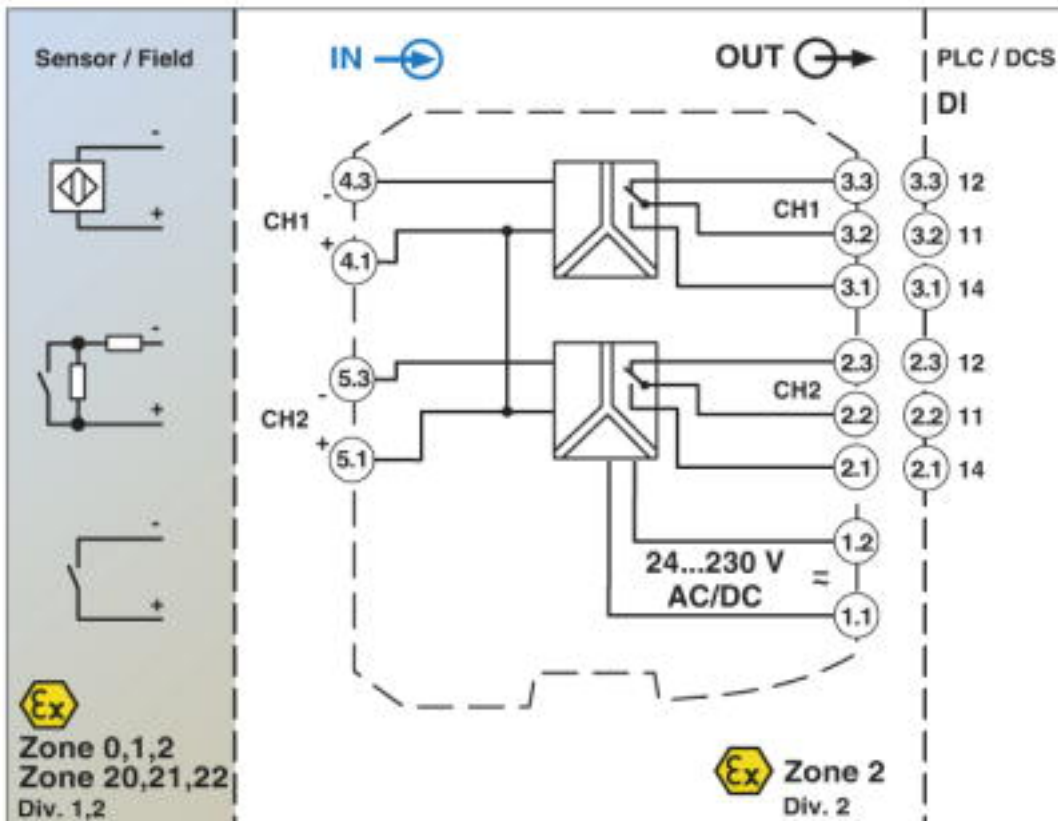 Sensor / Field
IN
OUT
PLC / DCS
DI
-
+
-
+
-
+
Ex
Zone 0,1,2
Zone 20,21,22
Div. 1,2
4.3
-
CH1
+
4.1
5.3
-
CH2
+
5.1
CH1
3.3
3.2
3.1
CH2
2.3
2.2
2.1
24...230 V
AC/DC
≂
1.2
1.1
3.3 12
3.2 11
3.1 14
2.3 12
2.2 11
2.1 14
Ex
Zone 2
Div. 2